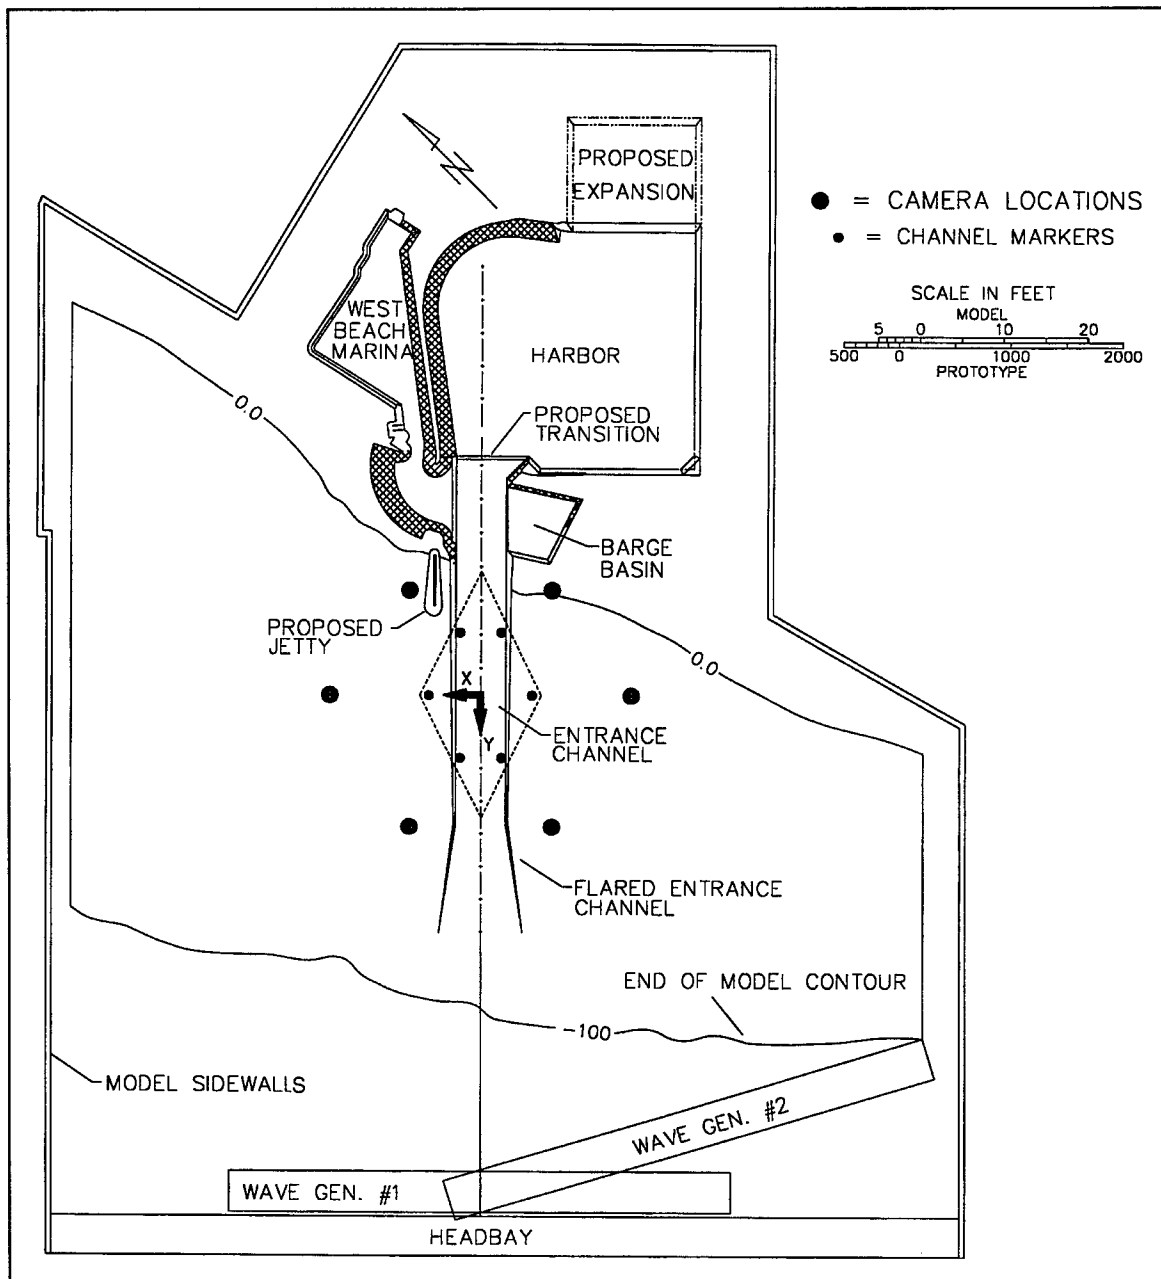 PROPOSED
EXPANSION
N
● = CAMERA LOCATIONS
• = CHANNEL MARKERS
SCALE IN FEET
MODEL
5 0 10 20
500 0 1000 2000
PROTOTYPE
WEST
BEACH
MARINA
HARBOR
0.0
PROPOSED
TRANSITION
BARGE
BASIN
PROPOSED
JETTY
0.0
X
Y
ENTRANCE
CHANNEL
FLARED ENTRANCE
CHANNEL
END OF MODEL CONTOUR
-100
MODEL SIDEWALLS
WAVE GEN. #2
WAVE GEN. #1
HEADBAY